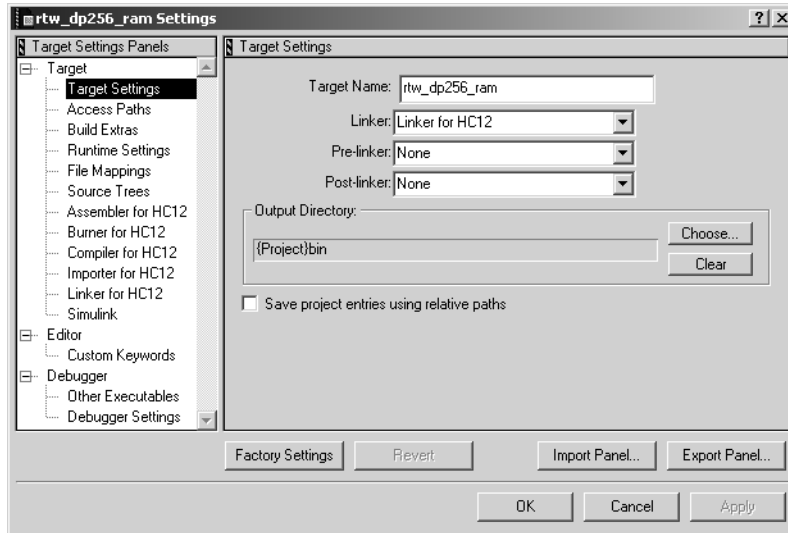 rtw_dp256_ram Settings
Target Settings Panels
Target
Target Settings
Access Paths
Build Extras
Runtime Settings
File Mappings
Source Trees
Assembler for HC12
Burner for HC12
Compiler for HC12
Importer for HC12
Linker for HC12
Simulink
Editor
Custom Keywords
Debugger
Other Executables
Debugger Settings
Target Settings
Target Name: rtw_dp256_ram
Linker: Linker for HC12
Pre-linker: None
Post-linker: None
Output Directory:
{Project}bin
Choose...
Clear
Save project entries using relative paths
Factory Settings Revert Import Panel... Export Panel...
OK Cancel Apply